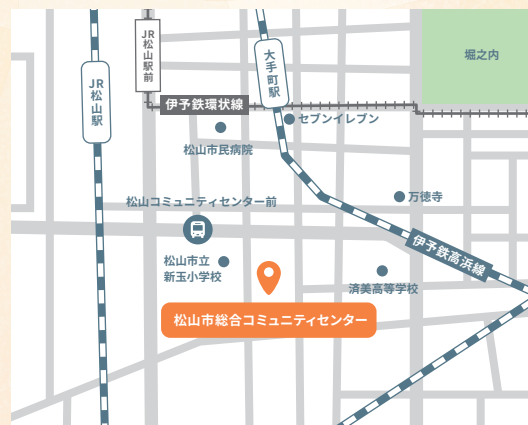 JR
松山駅前
大手町駅
堀之内
JR
松山駅
伊予鉄環状線
セブンイレブン
松山市民病院
万徳寺
松山コミュニティセンター前
伊予鉄高浜線
松山市立
新玉小学校
済美高等学校
松山市総合コミュニティセンター